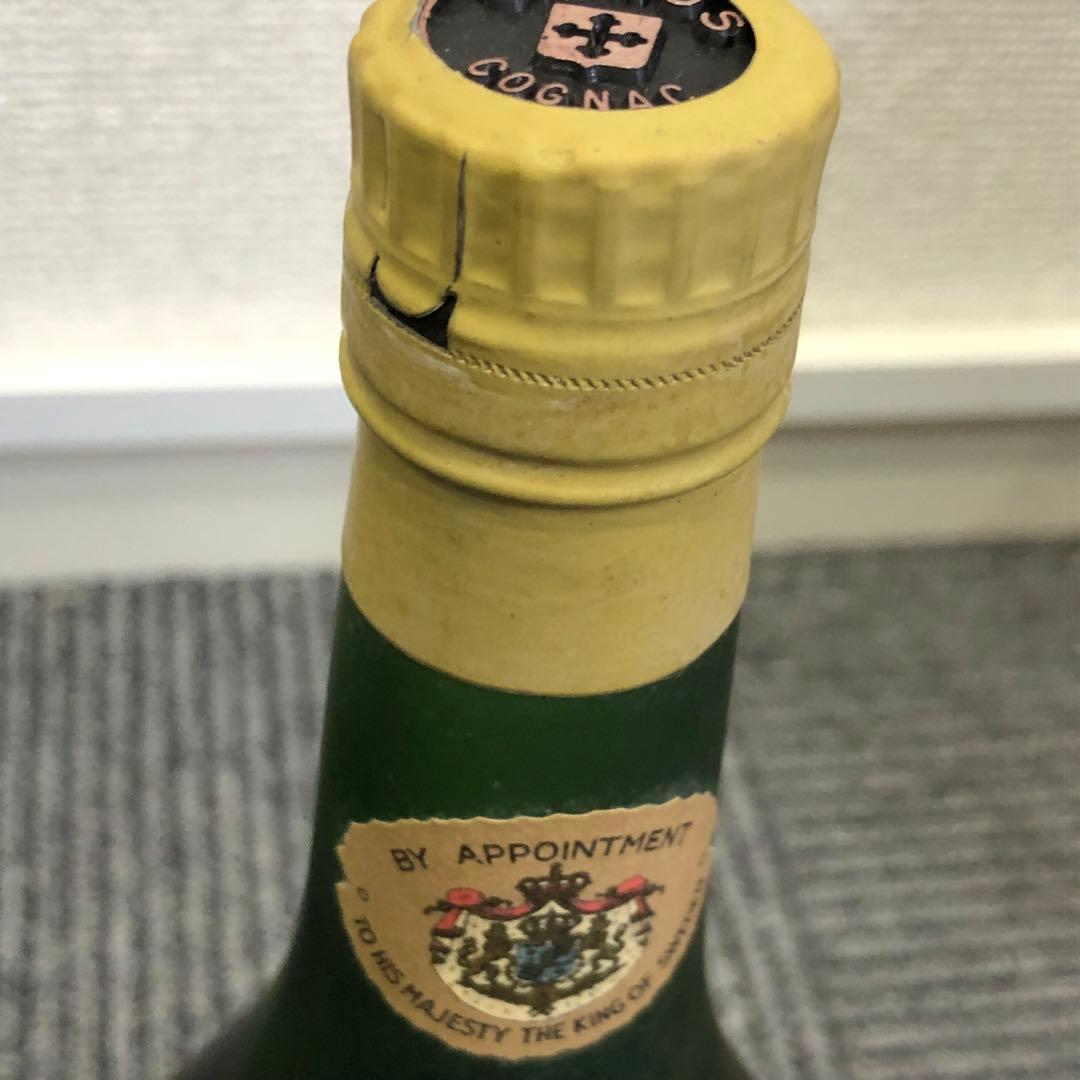 COGNAC
BY APPOINTMENT
TO HIS MAJESTY THE KING OF SWEDEN